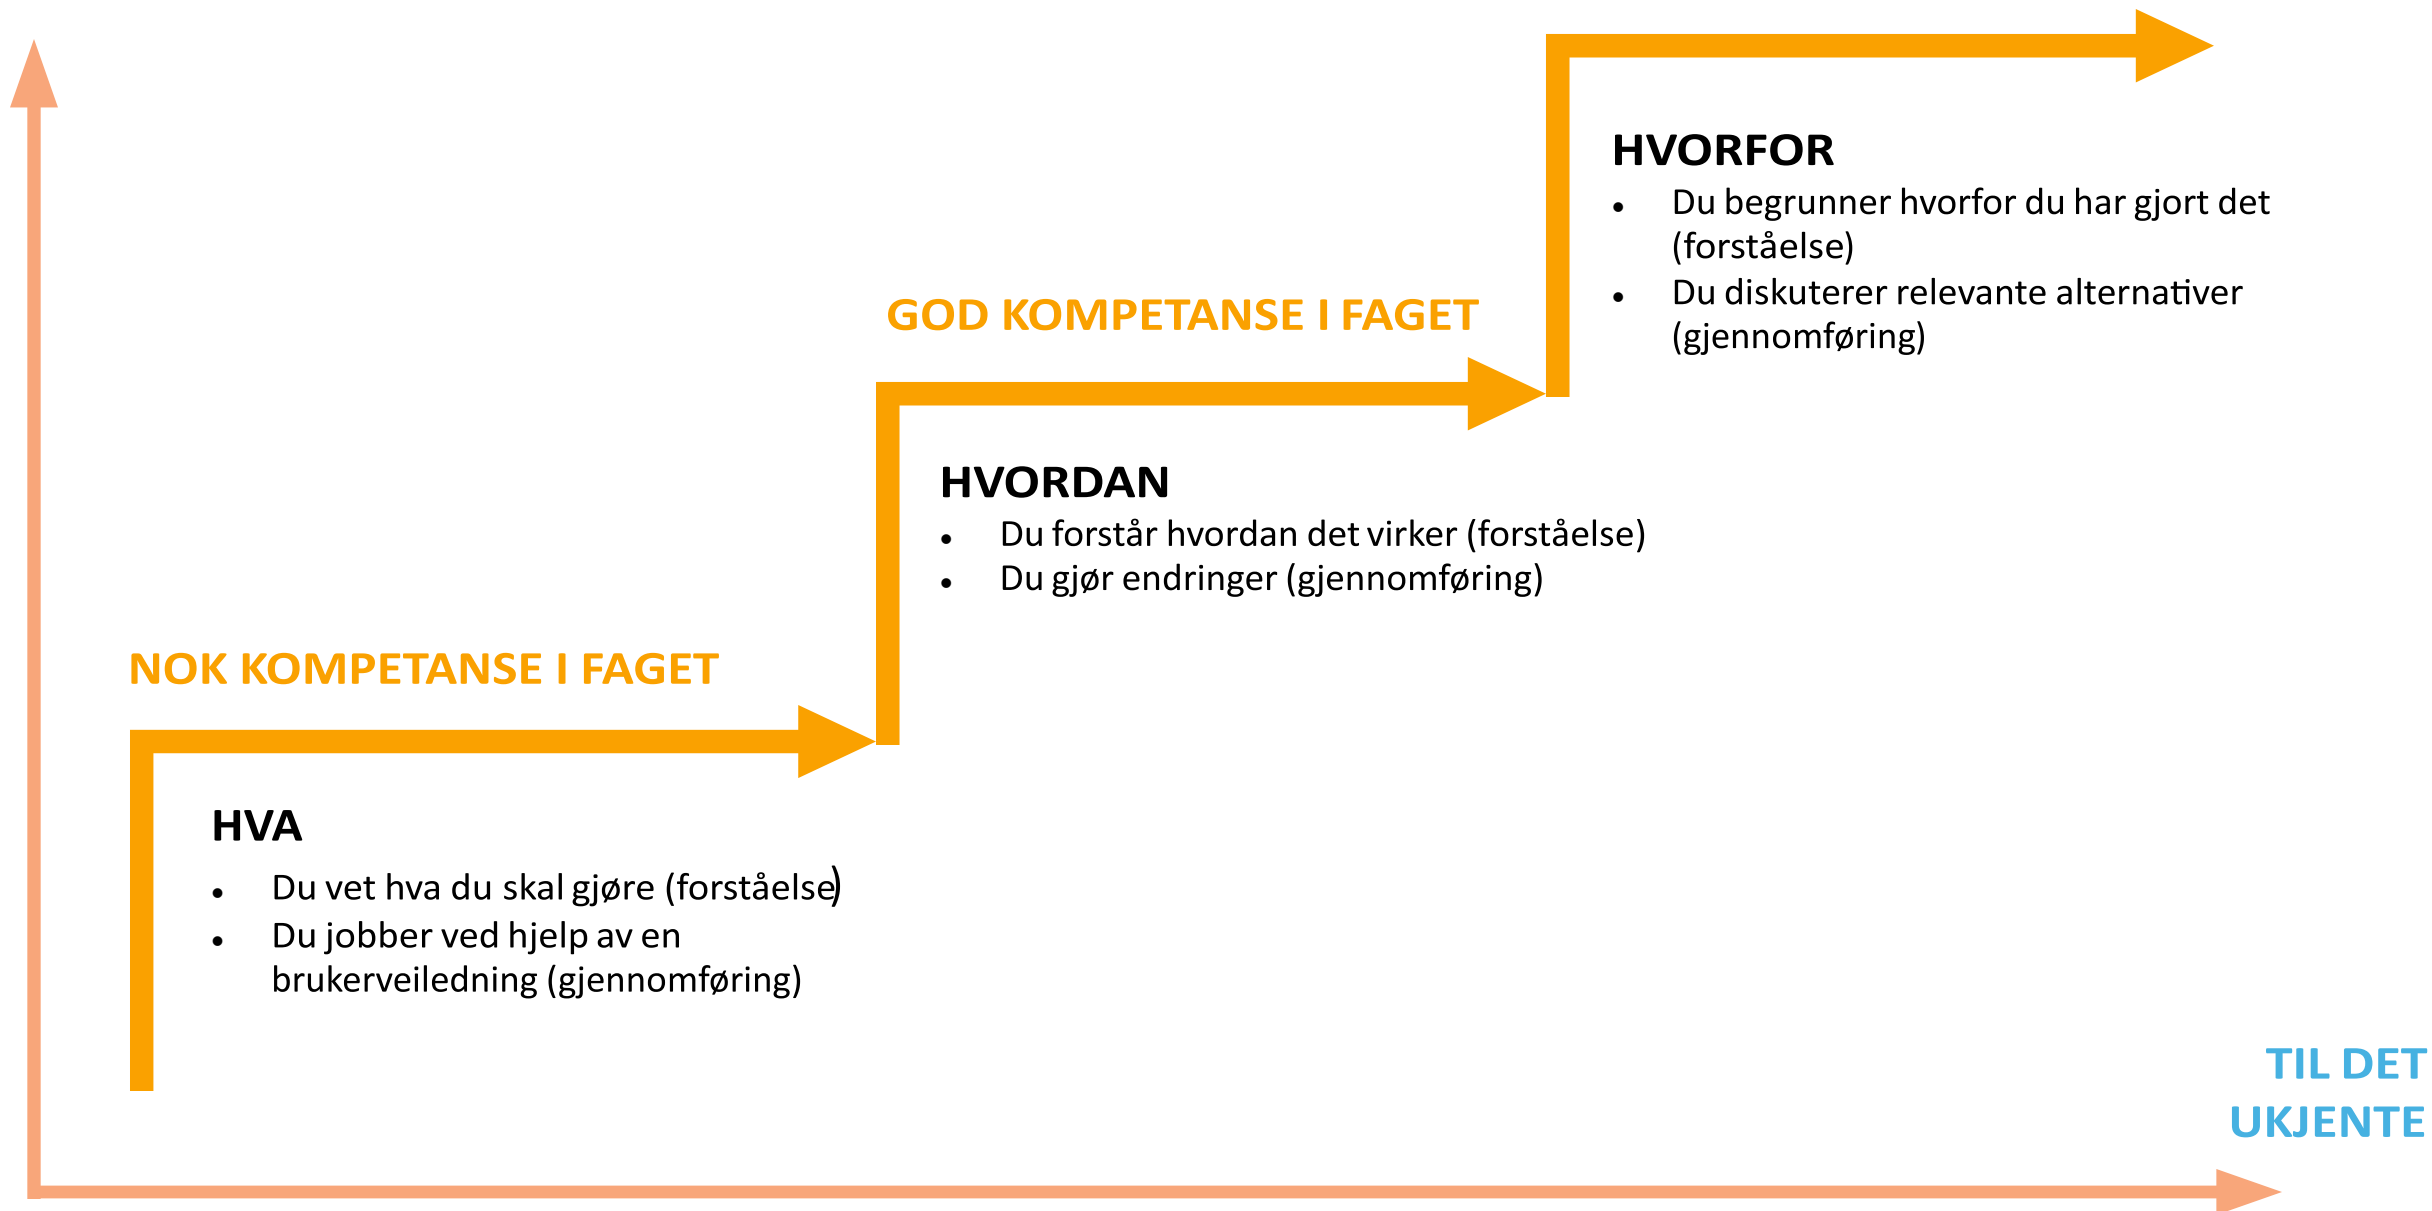 HVORFOR
• Du begrunner hvorfor du har gjort det
(forståelse)
• Du diskuterer relevante alternativer
(gjennomføring)
GOD KOMPETANSE I FAGET
HVORDAN
• Du forstår hvordan det virker (forståelse)
• Du gjør endringer (gjennomføring)
NOK KOMPETANSE I FAGET
HVA
• Du vet hva du skal gjøre (forståelse)
• Du jobber ved hjelp av en
brukerveiledning (gjennomføring)
TIL DET
UKJENTE